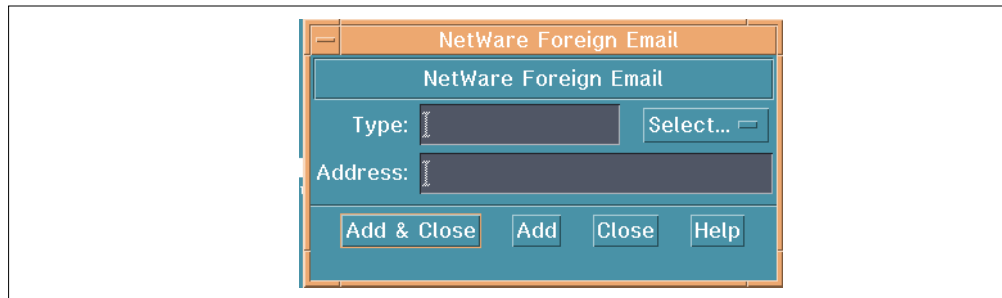 NetWare Foreign Email
NetWare Foreign Email
Type: Select...
Address:
Add & Close Add Close Help